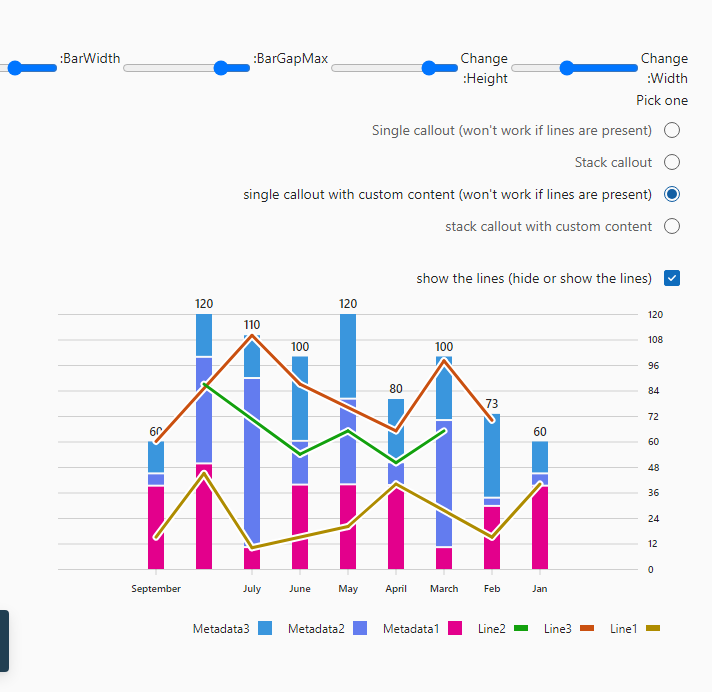 :BarWidth
:BarGapMax
Change :Height
Change :Width
Pick one
Single callout (won't work if lines are present)
Stack callout
single callout with custom content (won't work if lines are present)
stack callout with custom content
show the lines (hide or show the lines)
120
110
100
120
80
100
73
60
60
120
108
96
84
72
60
48
36
24
12
0
September
July
June
May
April
March
Feb
Jan
Metadata3 Metadata2 Metadata1 Line2 Line3 Line1